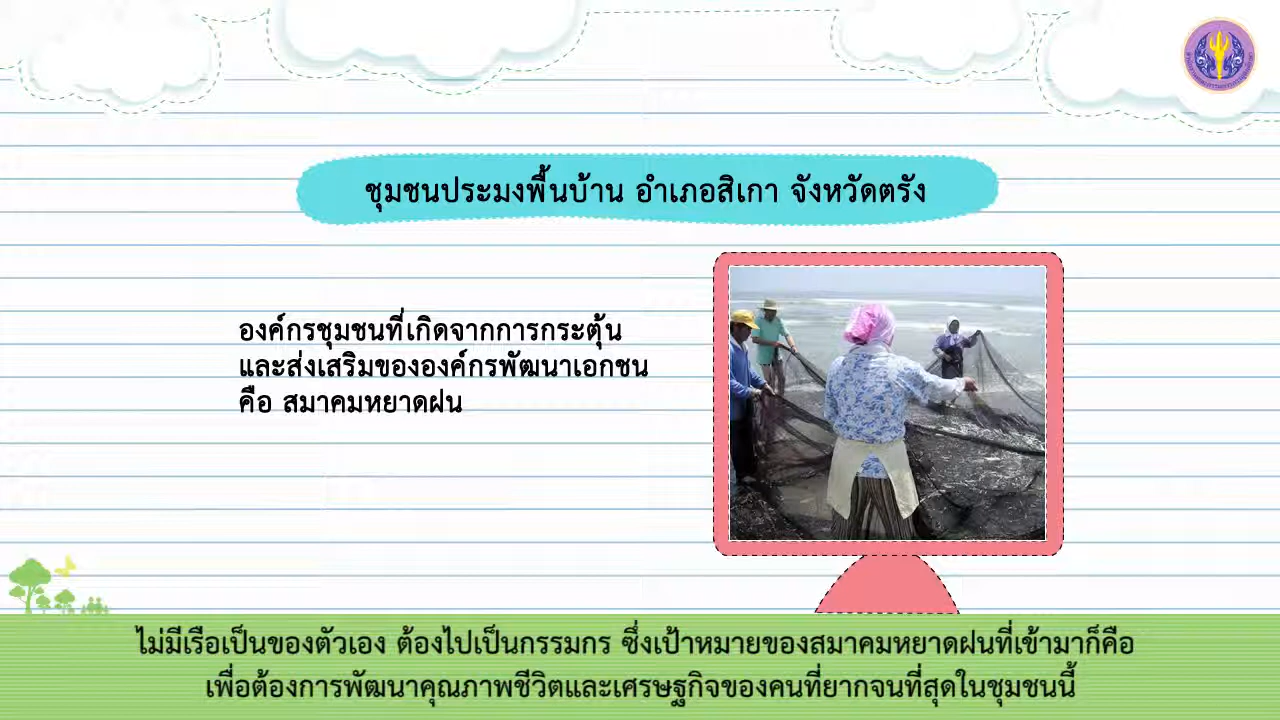 ชุมชนประมงพื้นบ้าน อำเภอสิเกา จังหวัดตรัง
องค์กรชุมชนที่เกิดจากการกระตุ้น
และส่งเสริมขององค์กรพัฒนาเอกชน
คือ สมาคมหยาดฝน
ไม่มีเรือเป็นของตัวเอง ต้องไปเป็นกรรมกร ซึ่งเป้าหมายของสมาคมหยาดฝนที่เข้ามาก็คือ
เพื่อต้องการพัฒนาคุณภาพชีวิตและเศรษฐกิจของคนที่ยากจนที่สุดในชุมชนนี้